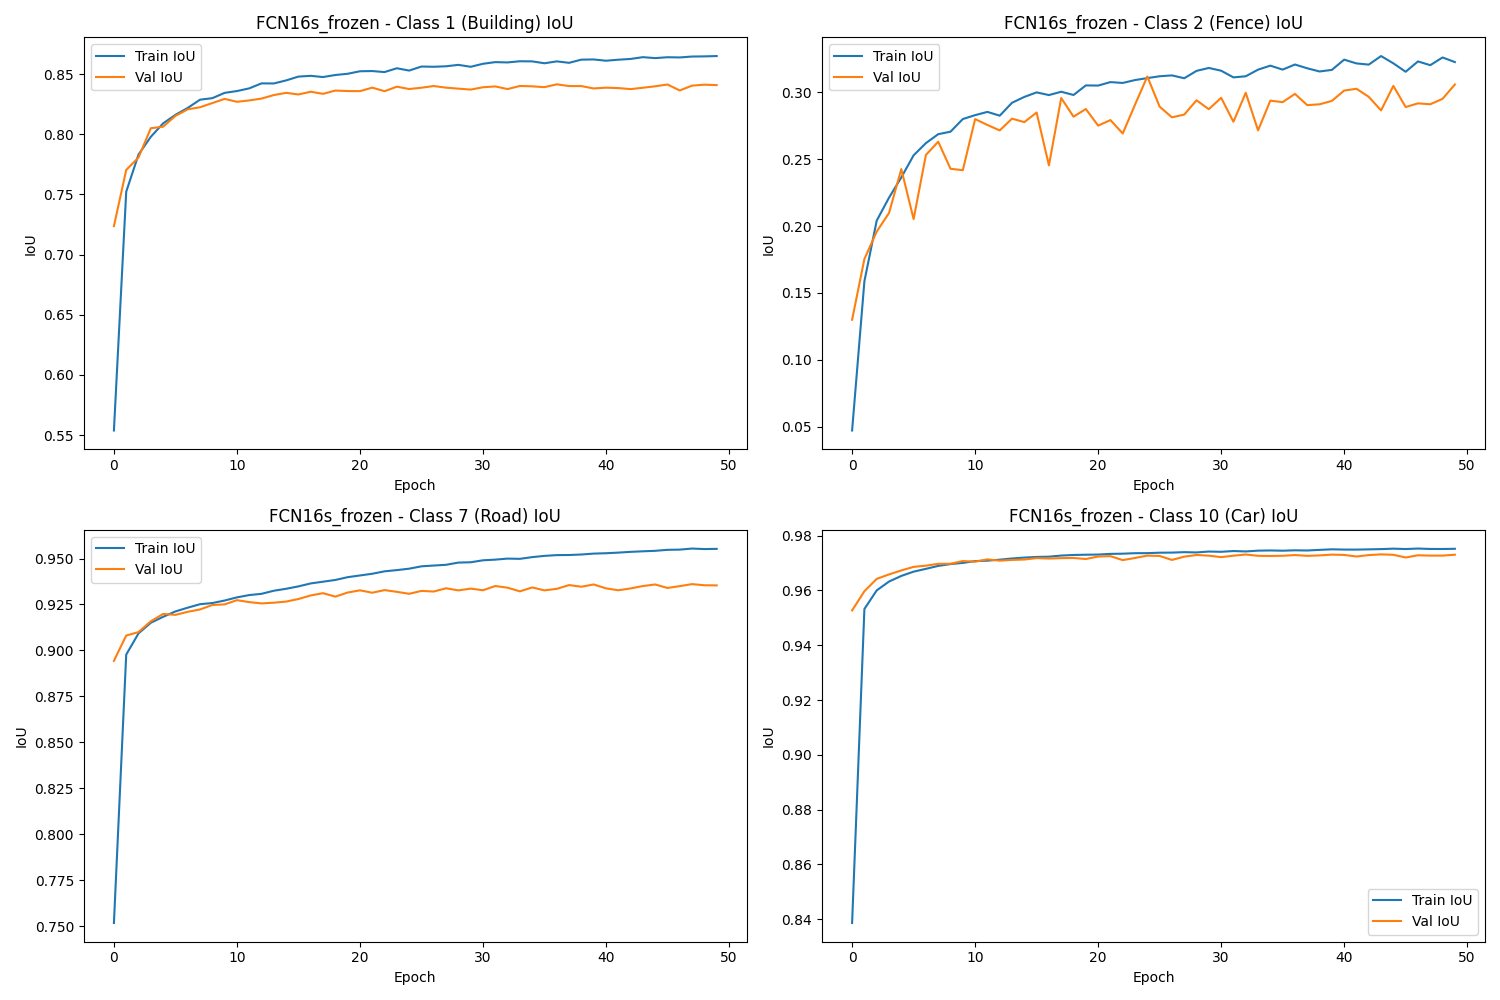 FCN16s_frozen - Class 1 (Building) IoU
Train IoU
Val IoU
0.85
0.80
0.75
0.70
0.65
0.60
0.55
IoU
0 10 20 30 40 50
Epoch
FCN16s_frozen - Class 2 (Fence) IoU
Train IoU
Val IoU
0.30
0.25
0.20
0.15
0.10
0.05
IoU
0 10 20 30 40 50
Epoch
FCN16s_frozen - Class 7 (Road) IoU
Train IoU
Val IoU
0.950
0.925
0.900
0.875
0.850
0.825
0.800
0.775
0.750
IoU
0 10 20 30 40 50
Epoch
FCN16s_frozen - Class 10 (Car) IoU
0.98
0.96
0.94
0.92
0.90
0.88
0.86
0.84
IoU
Train IoU
Val IoU
0 10 20 30 40 50
Epoch